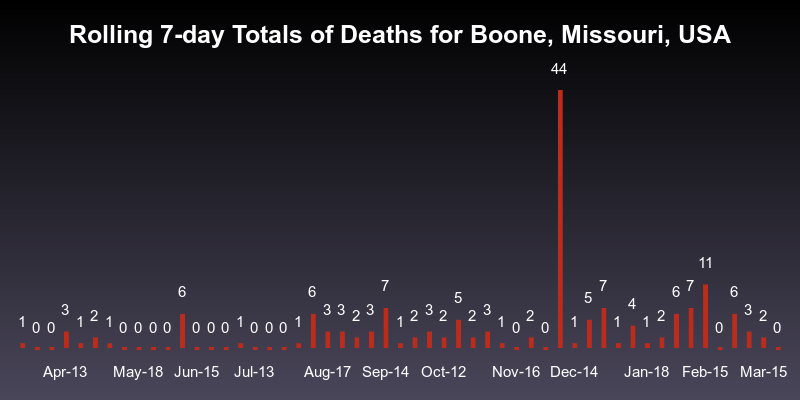 Rolling 7-day Totals of Deaths for Boone, Missouri, USA
44
1 0 0 3 1 2 1 0 0 0 0 6 0 0 0 1 0 0 0 1 6 3 3 2 3 7 1 2 3 2 5 2 3 1 0 2 0 1 5 7 1 4 1 2 6 7 11 0 6 3 2 0
Apr-13 May-18 Jun-15 Jul-13 Aug-17 Sep-14 Oct-12 Nov-16 Dec-14 Jan-18 Feb-15 Mar-15